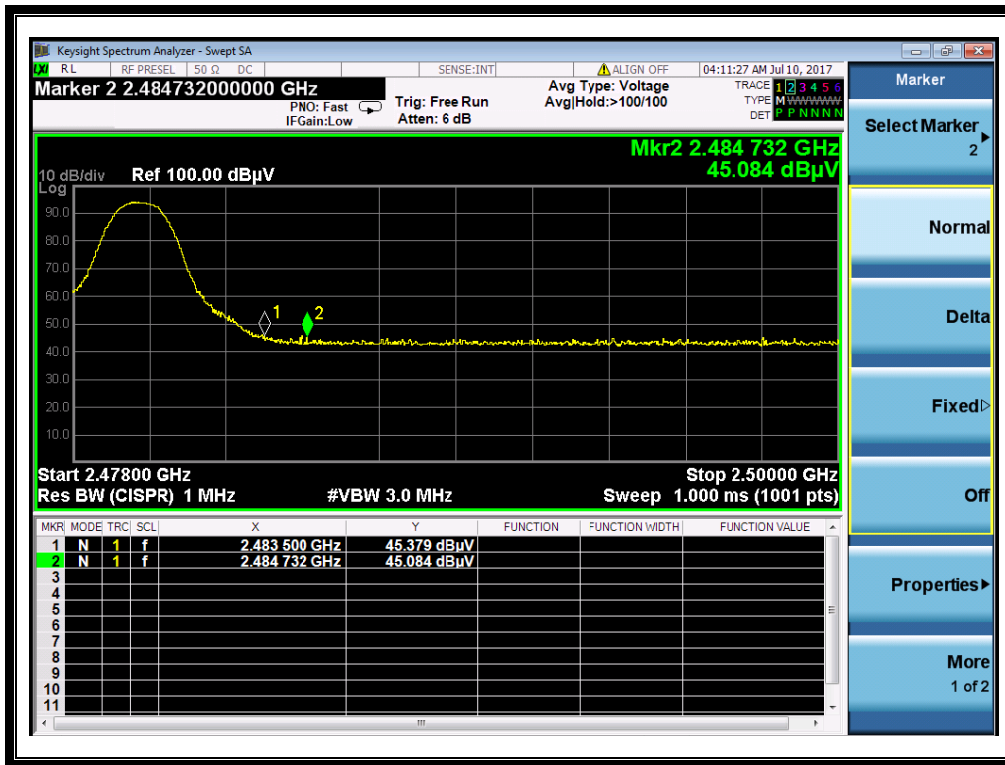 Keysight Spectrum Analyzer - Swept SA
LXI RL RF PRESEL 50 Ω DC SENSE:INT ALIGN OFF 04:11:27 AM Jul 10, 2017
Marker 2 2.484732000000 GHz
PNO: Fast
IFGain:Low
Trig: Free Run
Atten: 6 dB
Avg Type: Voltage
Avg|Hold:>100/100
TRACE 1 2 3 4 5 6
TYPE M W W W W W
DET P P N N N N
Mkr2 2.484 732 GHz
45.084 dBµV
10 dB/div Ref 100.00 dBµV
Log
90.0
80.0
70.0
60.0
50.0
40.0
30.0
20.0
10.0
1
2
Start 2.47800 GHz Stop 2.50000 GHz
Res BW (CISPR) 1 MHz #VBW 3.0 MHz Sweep 1.000 ms (1001 pts)
MKR MODE TRC SCL X Y FUNCTION FUNCTION WIDTH FUNCTION VALUE
1 N 1 f 2.483 500 GHz 45.379 dBµV
2 N 1 f 2.484 732 GHz 45.084 dBµV
3
4
5
6
7
8
9
10
11
Marker
Select Marker
2
Normal
Delta
Fixed
Off
Properties
More
1 of 2